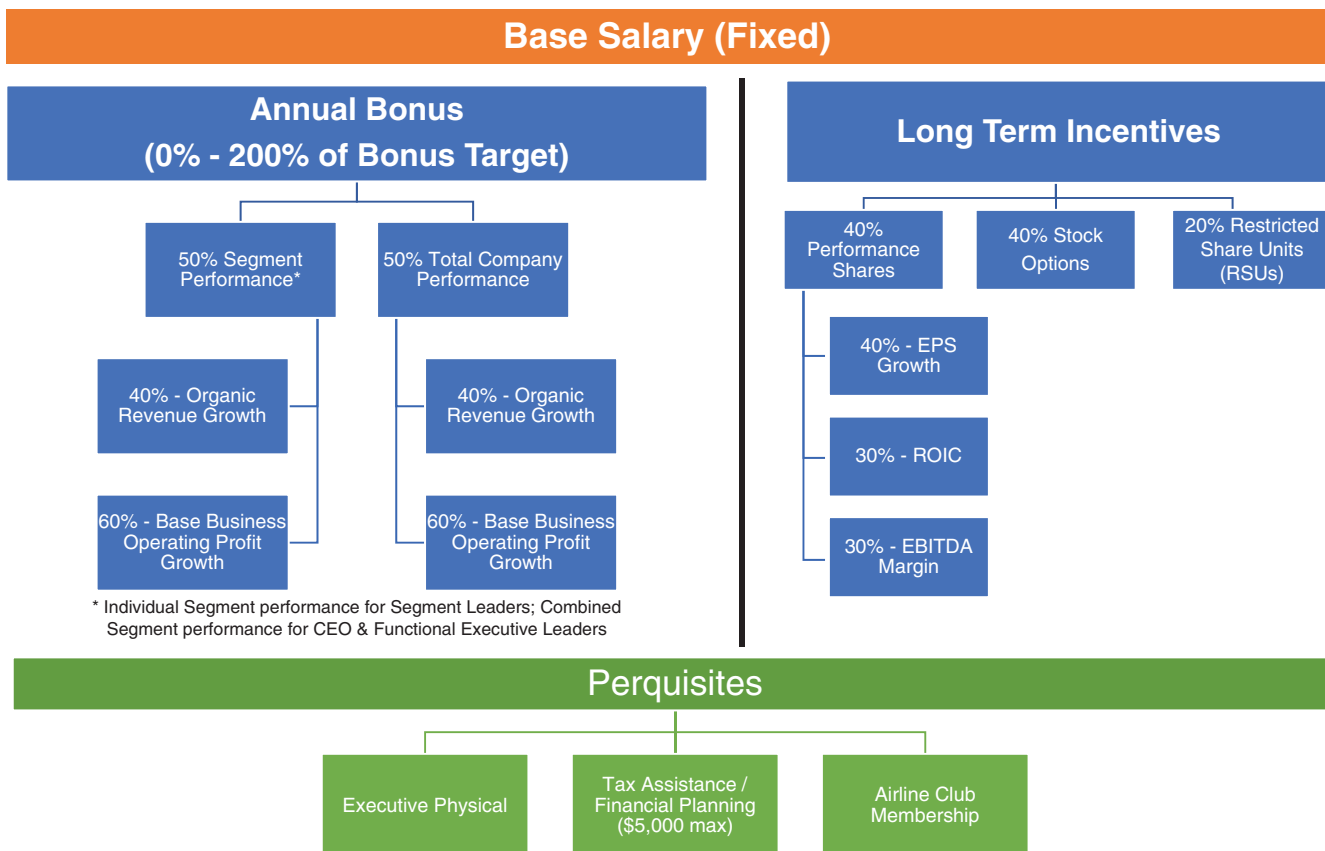 Base Salary (Fixed)
Annual Bonus
(0% - 200% of Bonus Target)
50% Segment
Performance*
50% Total Company
Performance
40% - Organic
Revenue Growth
40% - Organic
Revenue Growth
60% - Base Business
Operating Profit
Growth
60% - Base Business
Operating Profit
Growth
* Individual Segment performance for Segment Leaders; Combined
Segment performance for CEO & Functional Executive Leaders
Long Term Incentives
40%
Performance
Shares
40% Stock
Options
20% Restricted
Share Units
(RSUs)
40% - EPS
Growth
30% - ROIC
30% - EBITDA
Margin
Perquisites
Executive Physical
Tax Assistance /
Financial Planning
($5,000 max)
Airline Club
Membership